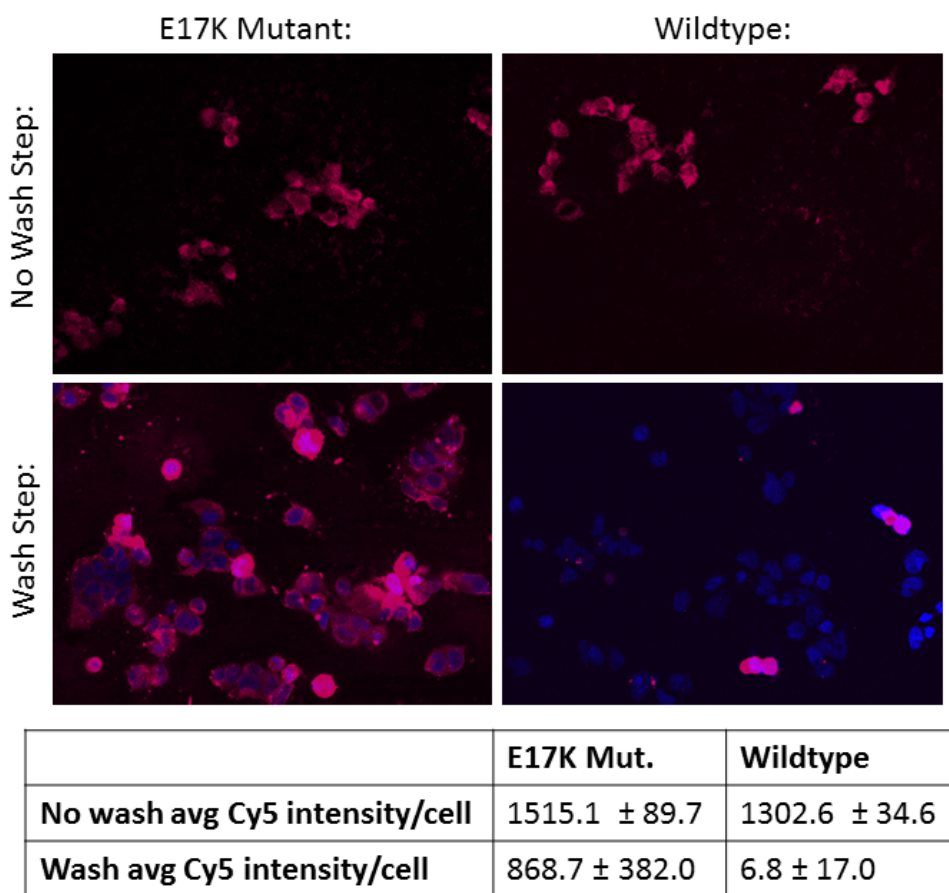 E17K Mutant:
Wildtype:
No Wash Step:
Wash Step:
E17K Mut. Wildtype
No wash avg Cy5 intensity/cell 1515.1 ± 89.7 1302.6 ± 34.6
Wash avg Cy5 intensity/cell 868.7 ± 382.0 6.8 ± 17.0